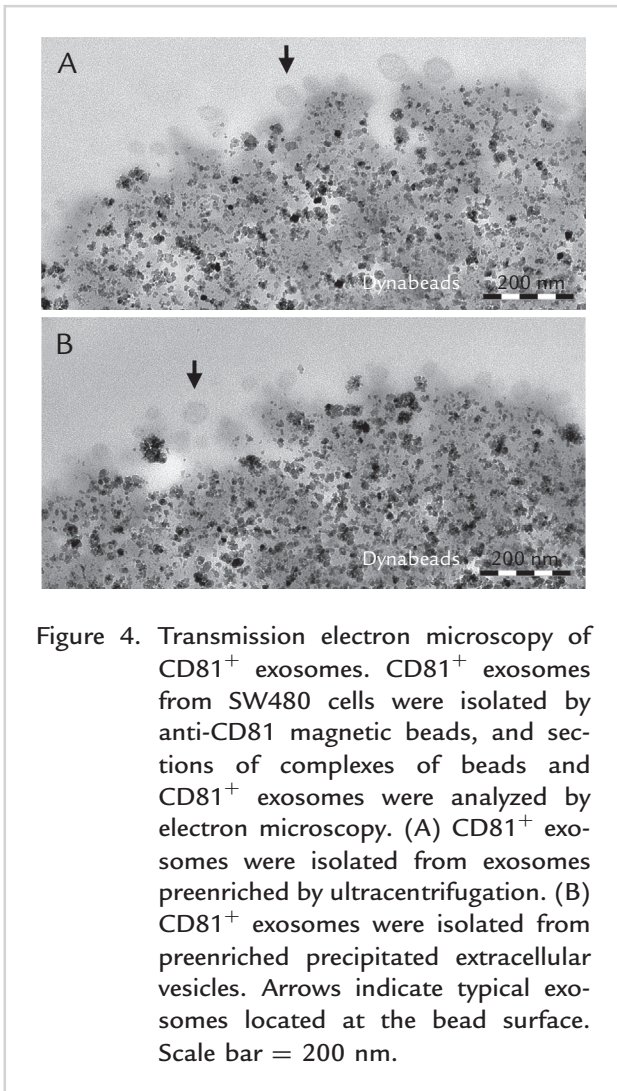 A
Dynabeads 200 nm
B
Dynabeads 200 nm
Figure 4. Transmission electron microscopy of
CD81⁺ exosomes. CD81⁺ exosomes
from SW480 cells were isolated by
anti-CD81 magnetic beads, and sec-
tions of complexes of beads and
CD81⁺ exosomes were analyzed by
electron microscopy. (A) CD81⁺ exo-
somes were isolated from exosomes
preenriched by ultracentrifugation. (B)
CD81⁺ exosomes were isolated from
preenriched precipitated extracellular
vesicles. Arrows indicate typical exo-
somes located at the bead surface.
Scale bar = 200 nm.